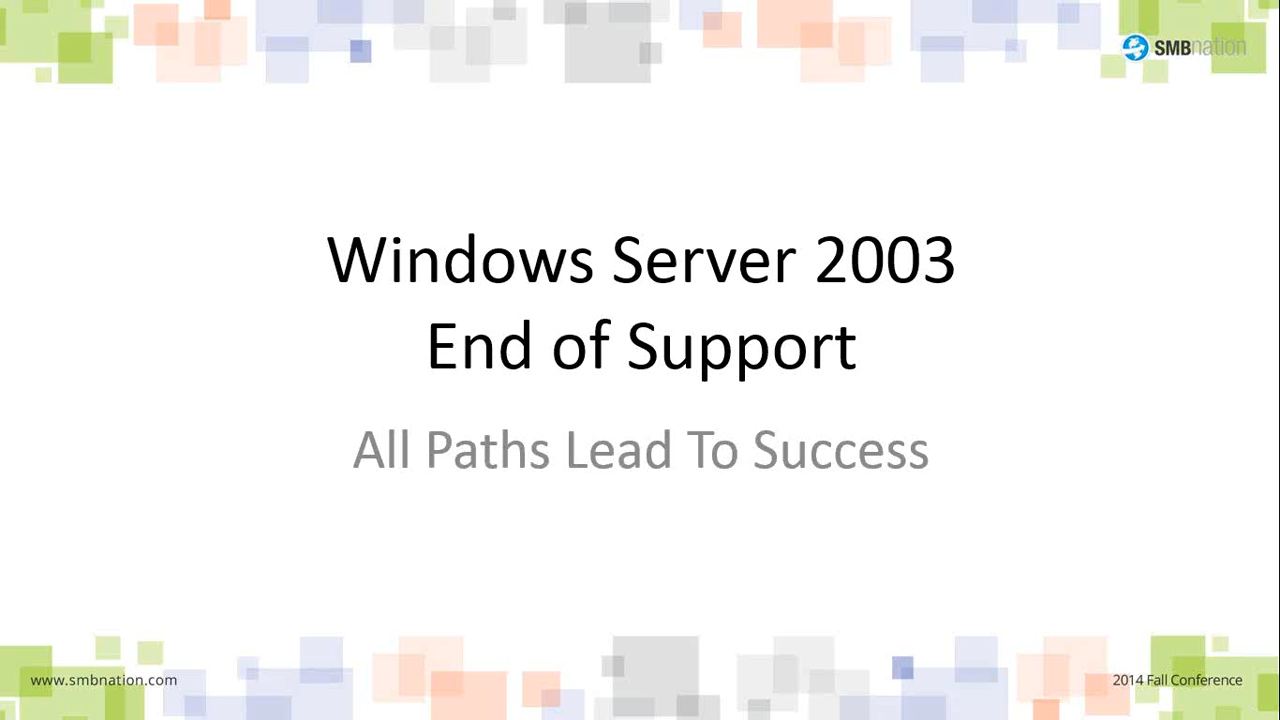 SMBnation
Windows Server 2003
End of Support
All Paths Lead To Success
www.smbnation.com
2014 Fall Conference